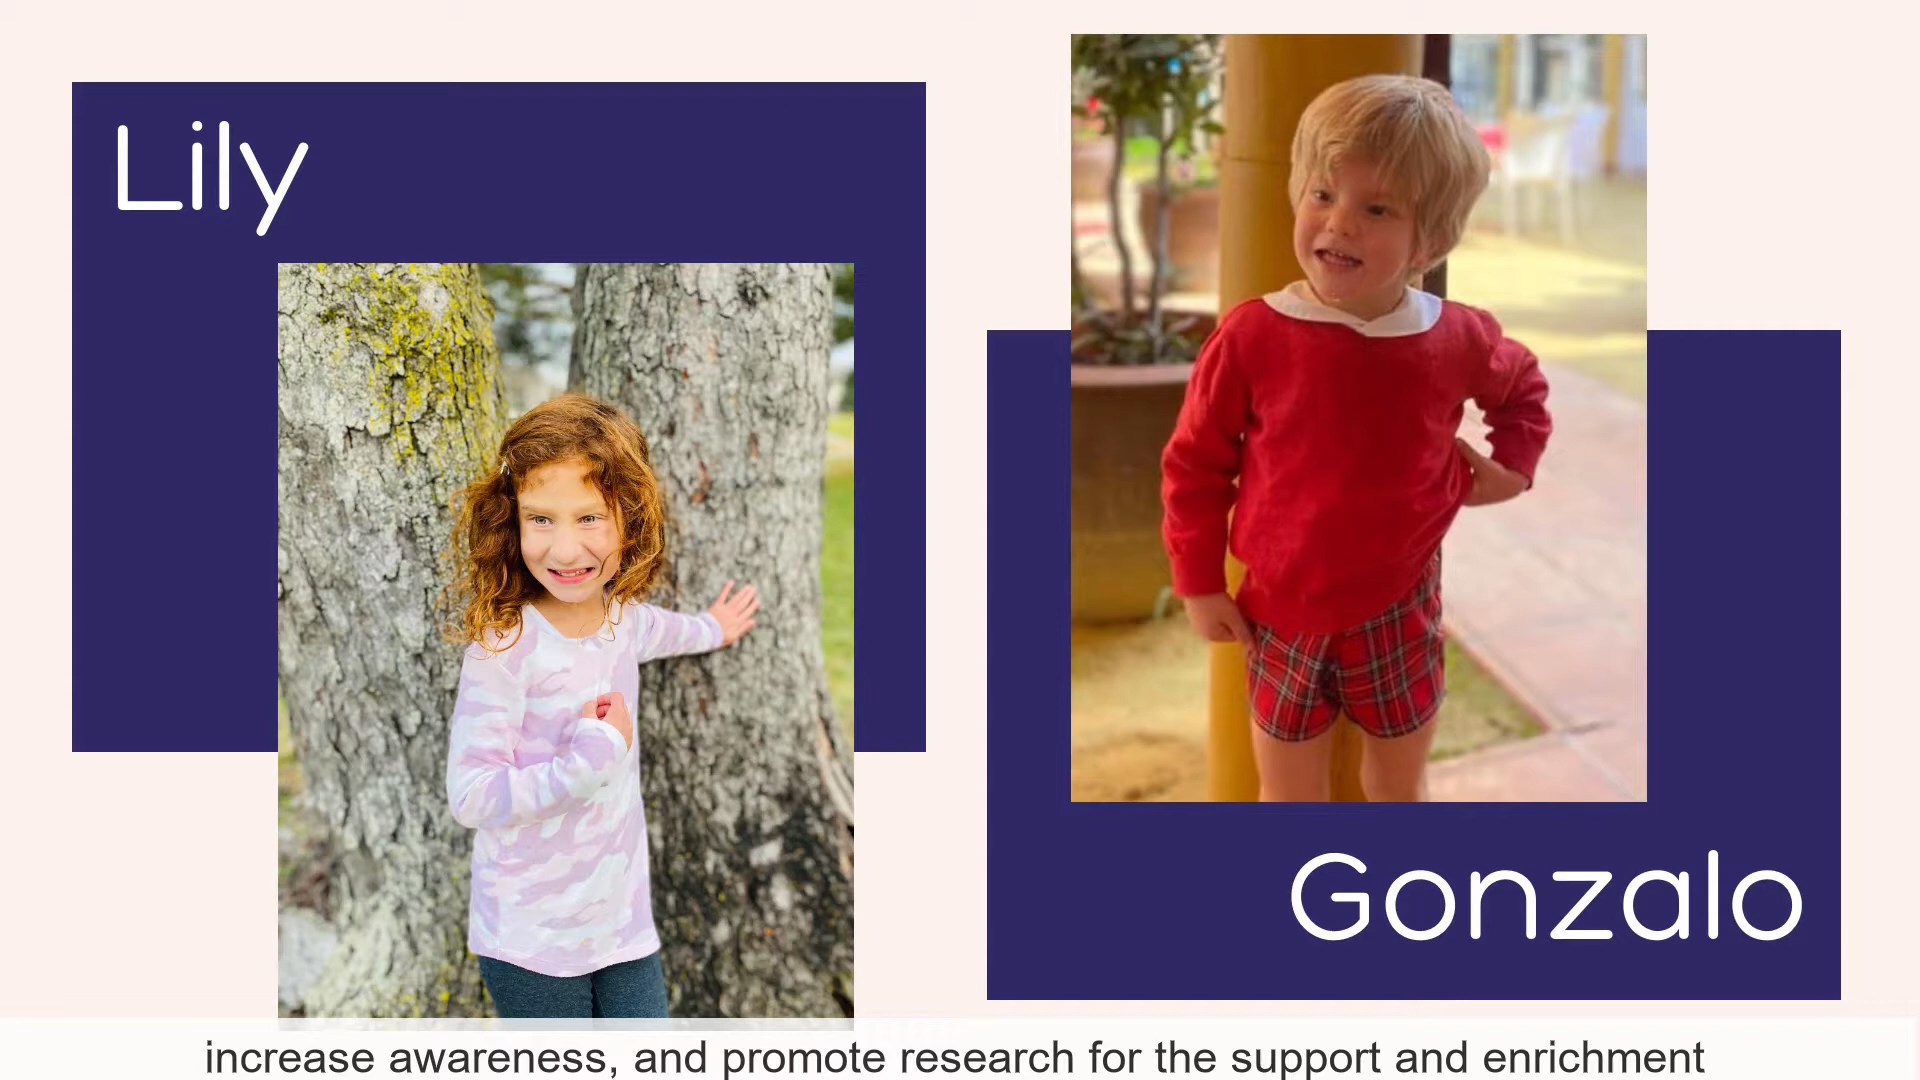 Lily
Gonzalo
increase awareness, and promote research for the support and enrichment